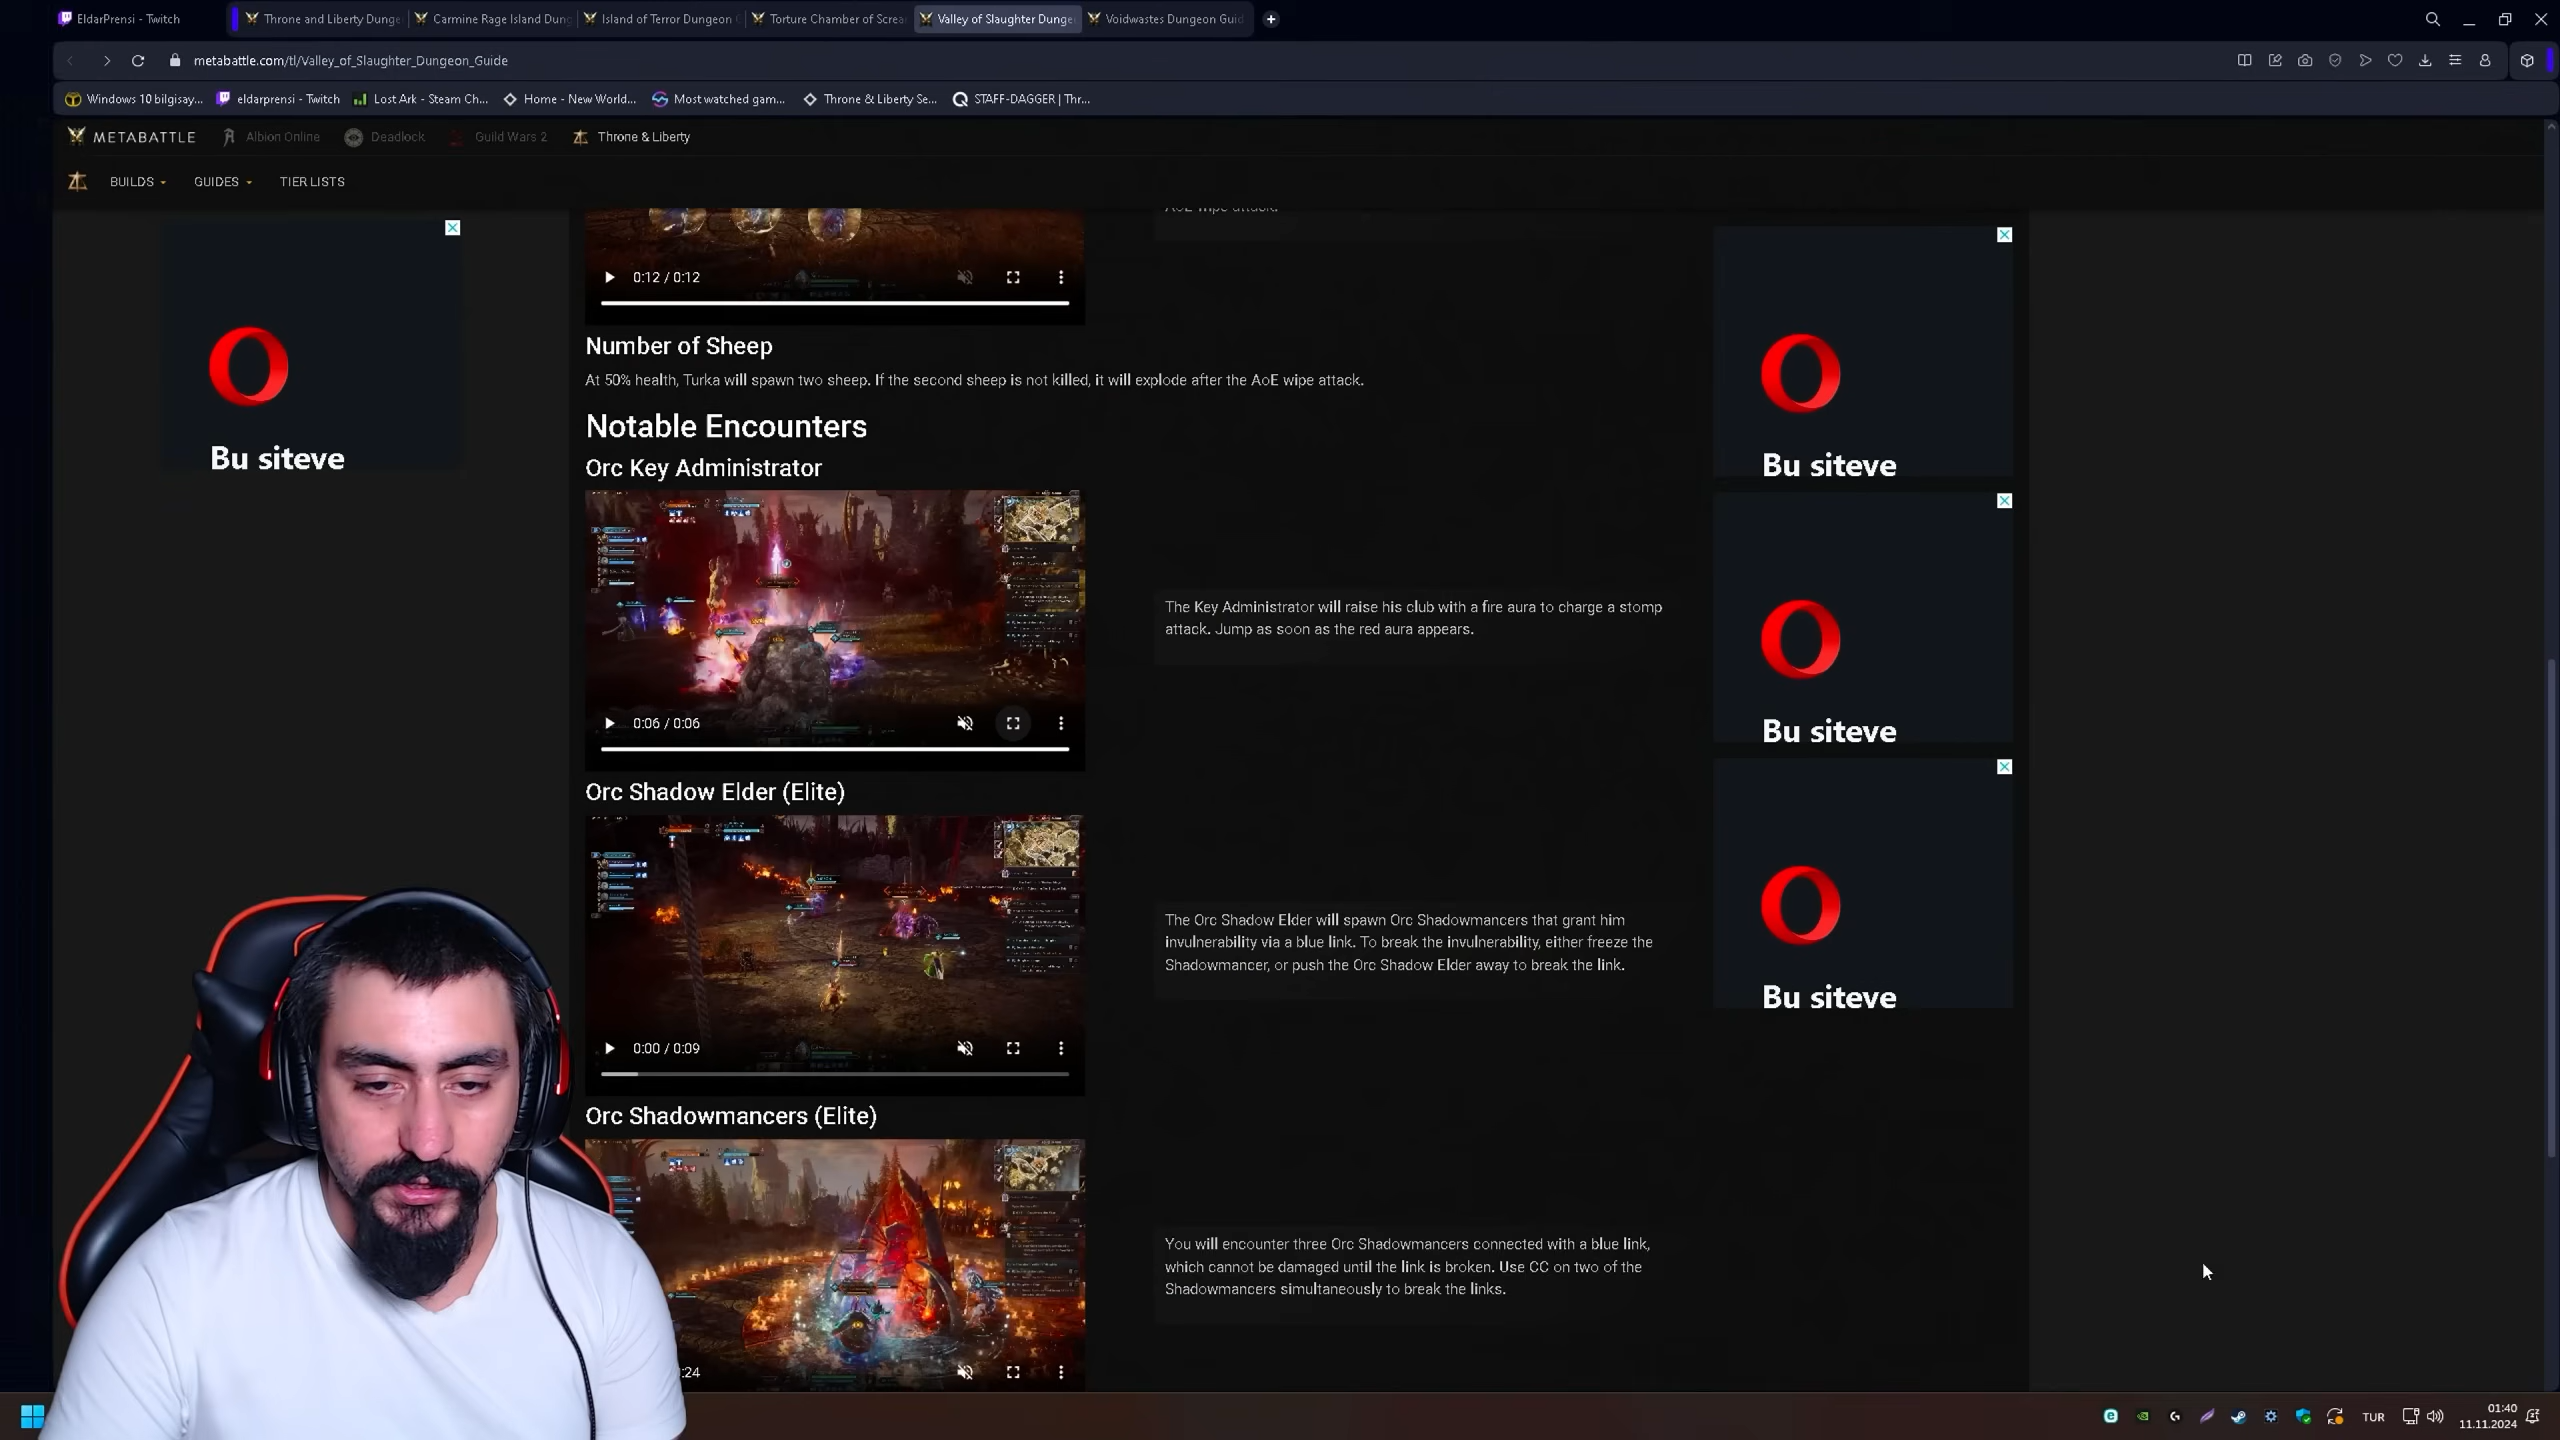 EldarPrensi - Twitch
Throne and Liberty Dunge
Carmine Rage Island Dung
Island of Terror Dungeon
Torture Chamber of Screa
Valley of Slaughter Dunge
Voidwastes Dungeon Guid
metabattle.com/tl/Valley_of_Slaughter_Dungeon_Guide
Windows 10 bilgisay...
eldarprensi - Twitch
Lost Ark - Steam Ch...
Home - New World...
Most watched gam...
Throne & Liberty Se...
STAFF-DAGGER | Thr...
METABATTLE
Albion Online
Deadlock
Guild Wars 2
Throne & Liberty
BUILDS
GUIDES
TIER LISTS
AoE wipe attack.
0:12 / 0:12
Number of Sheep
At 50% health, Turka will spawn two sheep. If the second sheep is not killed, it will explode after the AoE wipe attack.
Notable Encounters
Orc Key Administrator
The Key Administrator will raise his club with a fire aura to charge a stomp
attack. Jump as soon as the red aura appears.
0:06 / 0:06
Orc Shadow Elder (Elite)
The Orc Shadow Elder will spawn Orc Shadowmancers that grant him
invulnerability via a blue link. To break the invulnerability, either freeze the
Shadowmancer, or push the Orc Shadow Elder away to break the link.
0:00 / 0:09
Orc Shadowmancers (Elite)
You will encounter three Orc Shadowmancers connected with a blue link,
which cannot be damaged until the link is broken. Use CC on two of the
Shadowmancers simultaneously to break the links.
:24
Bu siteye
Bu siteye
Bu siteye
Bu siteye
TUR
01:40
11.11.2024